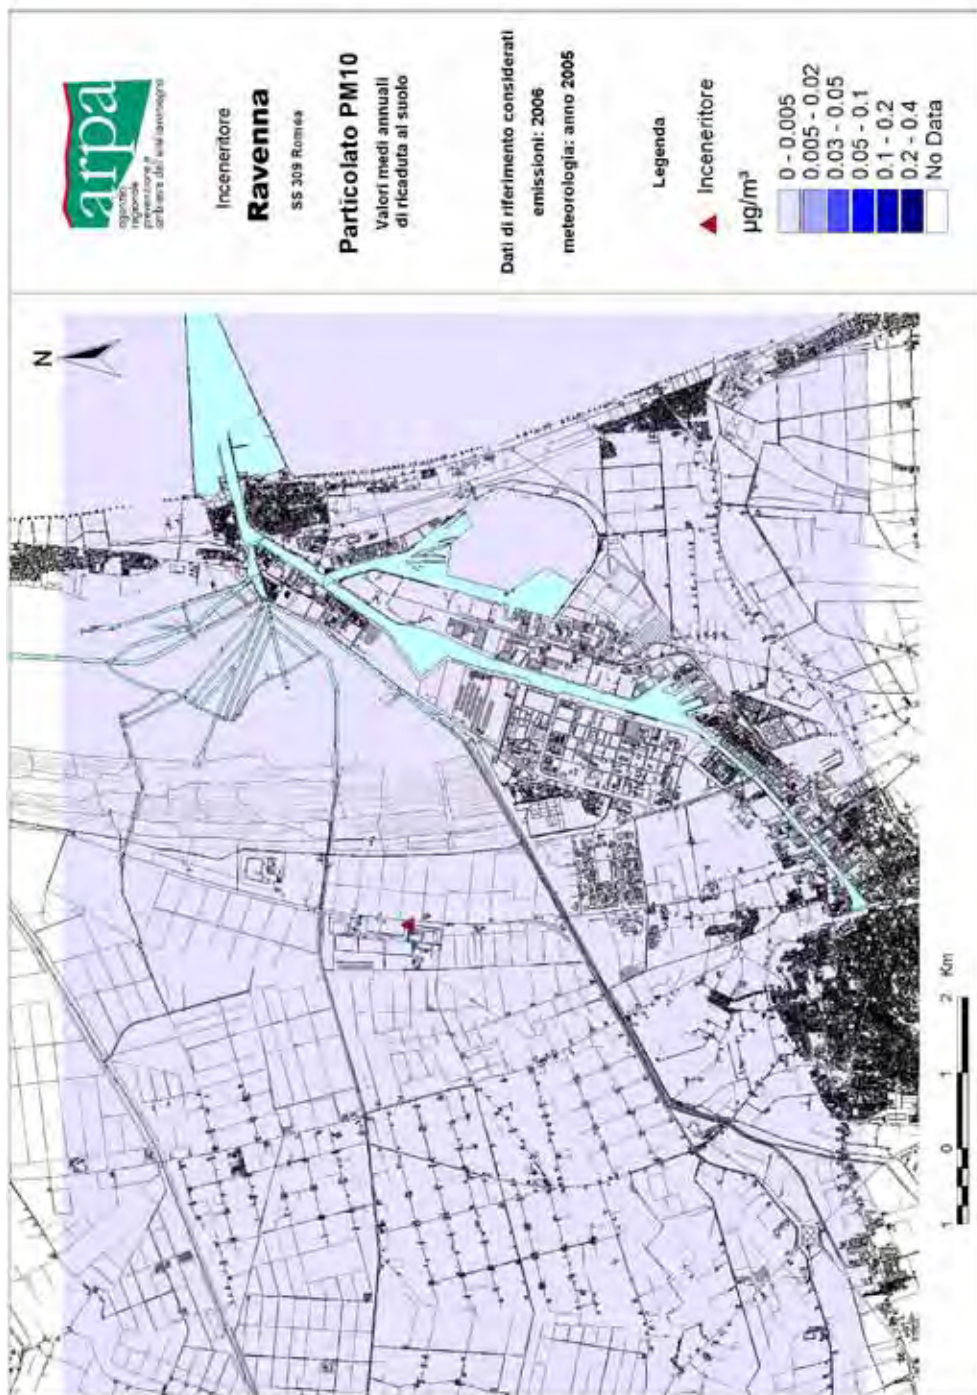 arpa
agenzia
regionale
prevenzione e
ambiente dell'emilia-romagna
Inceneritore
Ravenna
SS 309 Romea
Particolato PM10
Valori medi annuali
di ricaduta al suolo
Dati di riferimento considerati
emissioni: 2006
meteorologia: anno 2005
Legenda
Inceneritore
µg/m³
0 - 0.005
0.005 - 0.02
0.03 - 0.05
0.05 - 0.1
0.1 - 0.2
0.2 - 0.4
No Data
N
1 0 1 2 Km